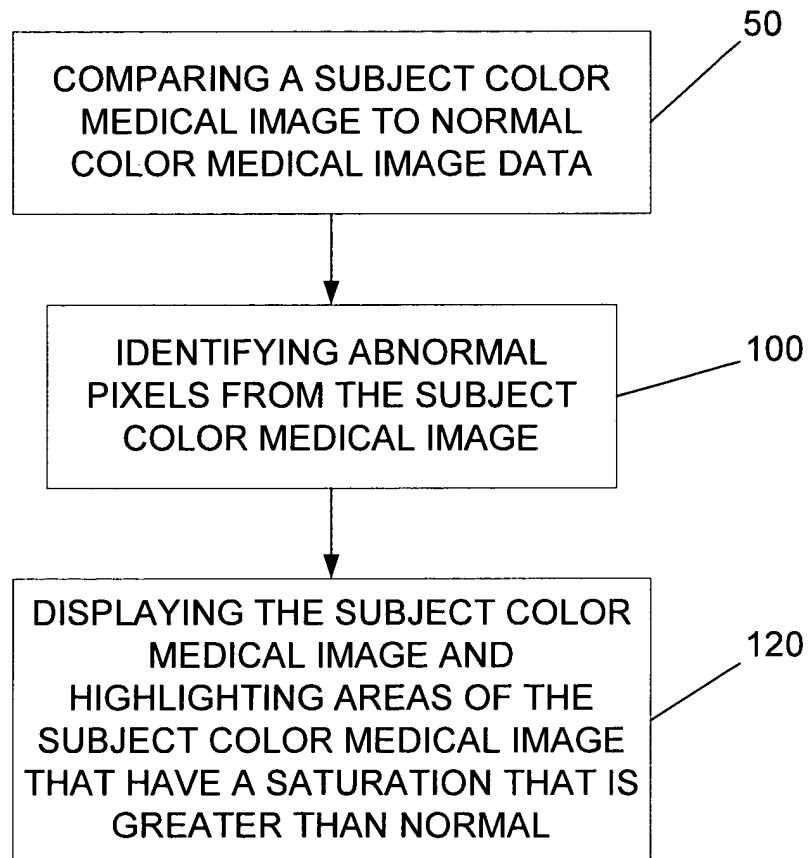 50
COMPARING A SUBJECT COLOR
MEDICAL IMAGE TO NORMAL
COLOR MEDICAL IMAGE DATA
100
IDENTIFYING ABNORMAL
PIXELS FROM THE SUBJECT
COLOR MEDICAL IMAGE
120
DISPLAYING THE SUBJECT COLOR
MEDICAL IMAGE AND
HIGHLIGHTING AREAS OF THE
SUBJECT COLOR MEDICAL IMAGE
THAT HAVE A SATURATION THAT IS
GREATER THAN NORMAL